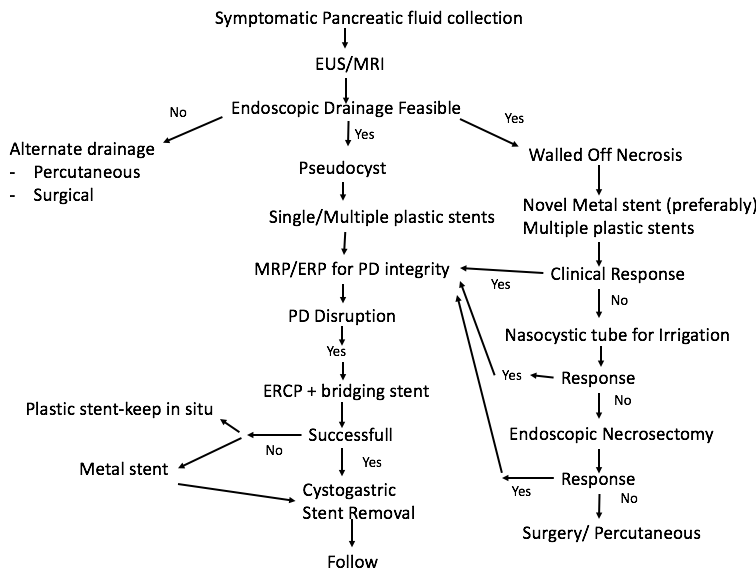 Symptomatic Pancreatic fluid collection
EUS/MRI
Endoscopic Drainage Feasible
No
Yes
Yes
Alternate drainage
- Percutaneous
- Surgical
Pseudocyst
Single/Multiple plastic stents
MRP/ERP for PD integrity
PD Disruption
Yes
ERCP + bridging stent
Successfull
No
Yes
Plastic stent-keep in situ
Metal stent
Cystogastric
Stent Removal
Follow
Walled Off Necrosis
Novel Metal stent (preferably)
Multiple plastic stents
Clinical Response
Yes
No
Nasocystic tube for Irrigation
Response
Yes
No
Endoscopic Necrosectomy
Response
Yes
No
Surgery/ Percutaneous